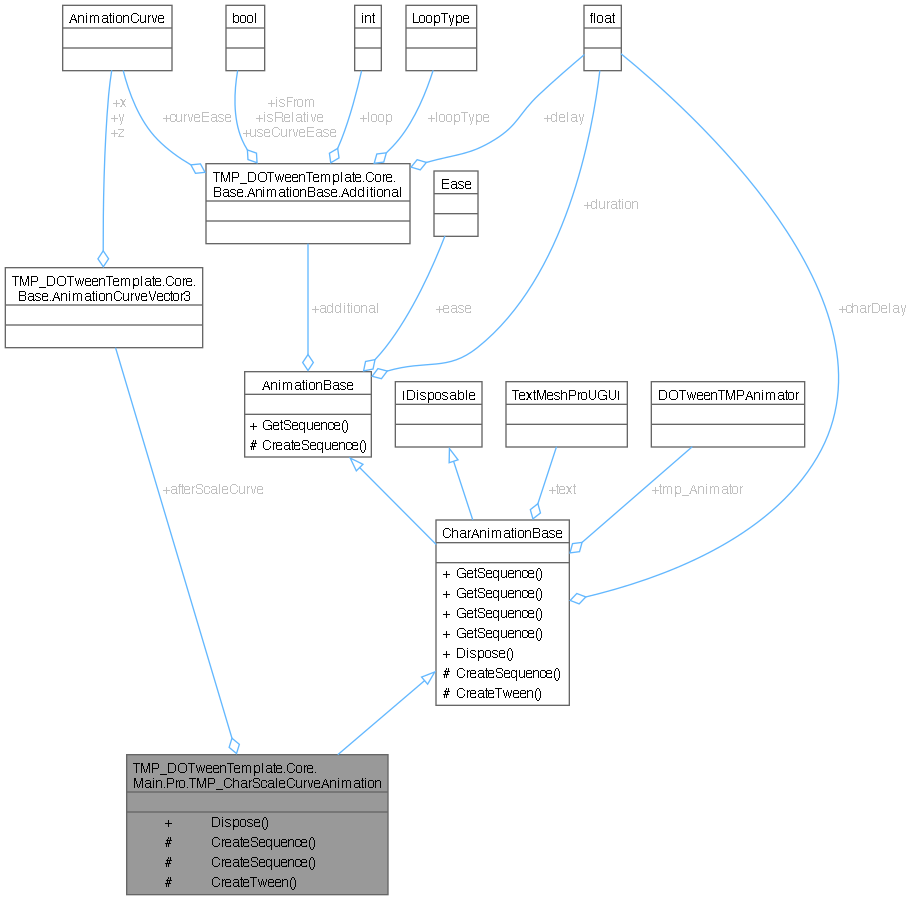 AnimationCurve
bool
int
LoopType
float
+x
+y
+z
+curveEase
+isFrom
+isRelative
+useCurveEase
+loop
+loopType
+delay
TMP_DOTweenTemplate.Core.
Base.AnimationBase.Additional
Ease
+duration
TMP_DOTweenTemplate.Core.
Base.AnimationCurveVector3
+additional
+ease
+charDelay
AnimationBase
+ GetSequence()
# CreateSequence()
IDisposable
TextMeshProUGUI
DOTweenTMPAnimator
+afterScaleCurve
+text
+tmp_Animator
CharAnimationBase
+ GetSequence()
+ GetSequence()
+ GetSequence()
+ GetSequence()
+ Dispose()
# CreateSequence()
# CreateTween()
TMP_DOTweenTemplate.Core.
Main.Pro.TMP_CharScaleCurveAnimation
+ Dispose()
# CreateSequence()
# CreateSequence()
# CreateTween()